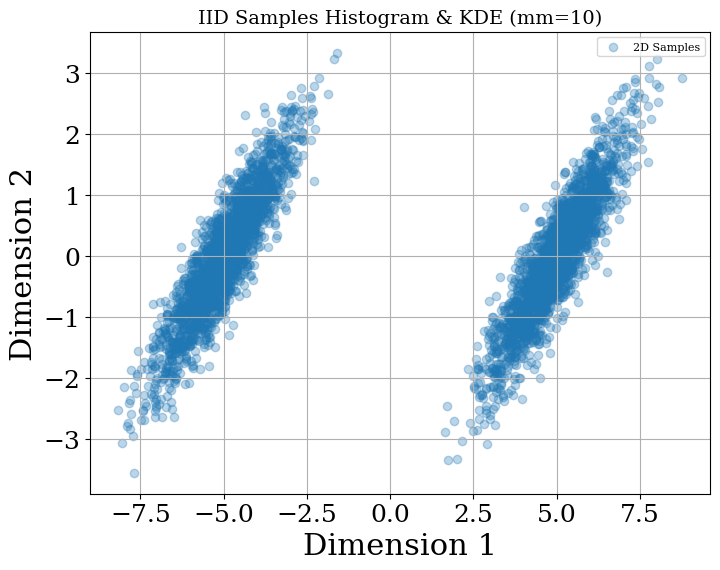 IID Samples Histogram & KDE (mm=10)
2D Samples
3
2
1
0
−1
−2
−3
Dimension 2
−7.5 −5.0 −2.5 0.0 2.5 5.0 7.5
Dimension 1